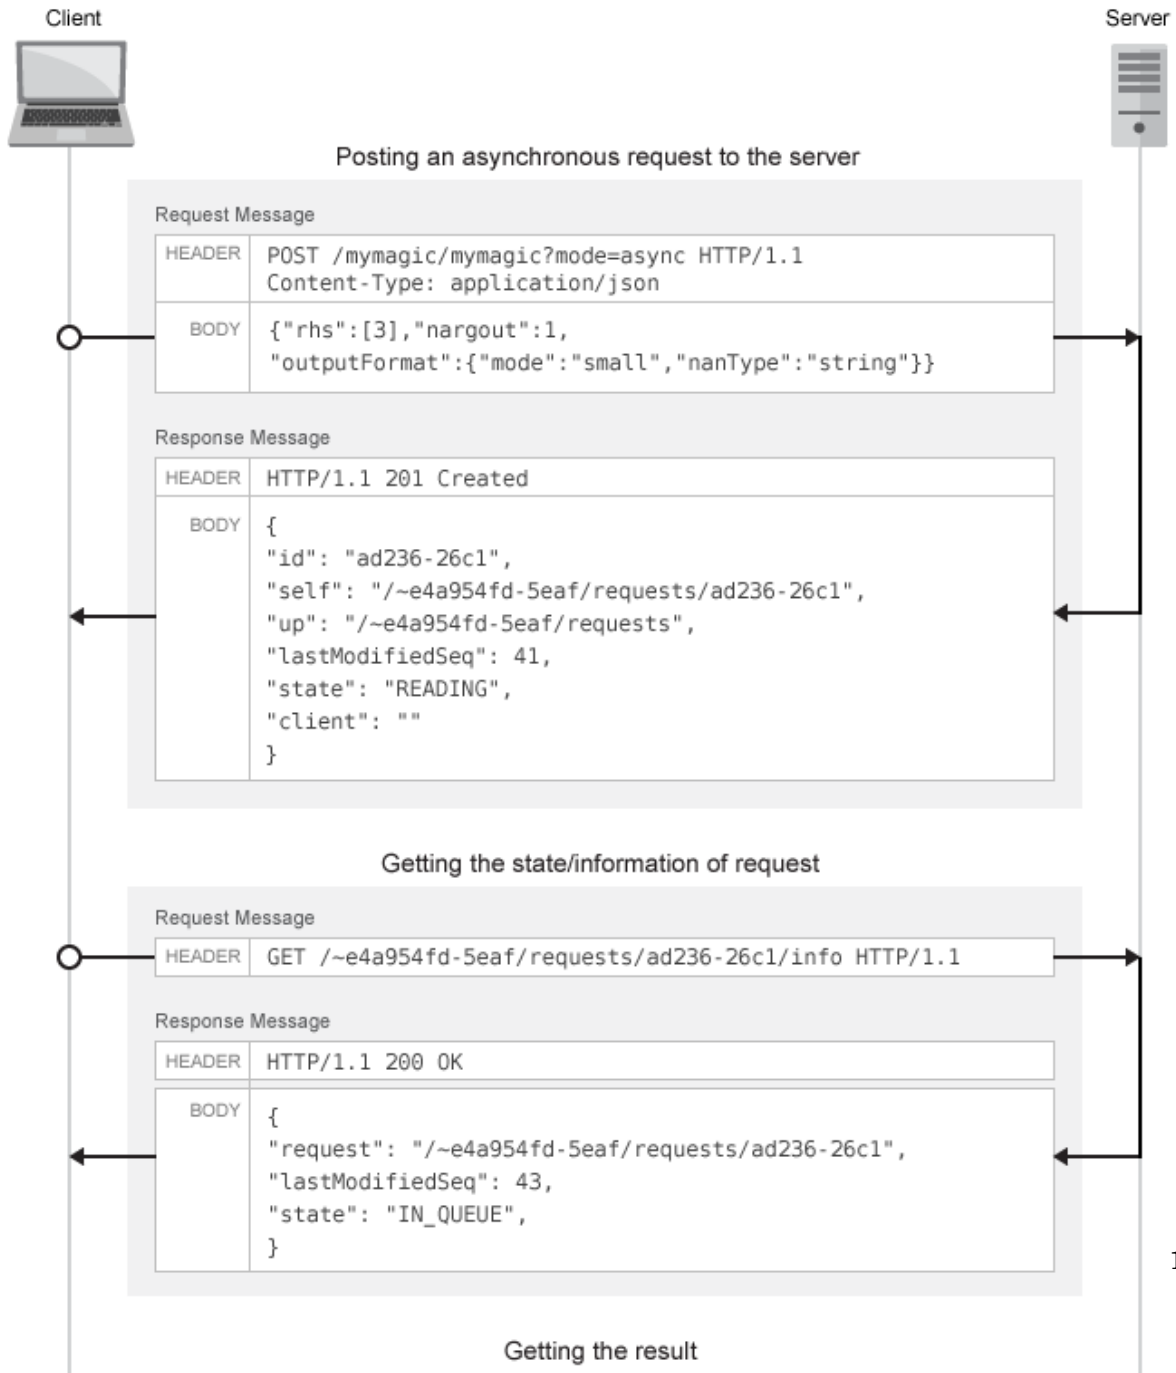 Client
Server
Posting an asynchronous request to the server
Request Message
HEADER
POST /mymagic/mymagic?mode=async HTTP/1.1
Content-Type: application/json
BODY
{"rhs":[3],"nargout":1,
"outputFormat":{"mode":"small","nanType":"string"}}
Response Message
HEADER
HTTP/1.1 201 Created
BODY
{
"id": "ad236-26c1",
"self": "/~e4a954fd-5eaf/requests/ad236-26c1",
"up": "/~e4a954fd-5eaf/requests",
"lastModifiedSeq": 41,
"state": "READING",
"client": ""
}
Getting the state/information of request
Request Message
HEADER
GET /~e4a954fd-5eaf/requests/ad236-26c1/info HTTP/1.1
Response Message
HEADER
HTTP/1.1 200 OK
BODY
{
"request": "/~e4a954fd-5eaf/requests/ad236-26c1",
"lastModifiedSeq": 43,
"state": "IN_QUEUE",
}
Getting the result